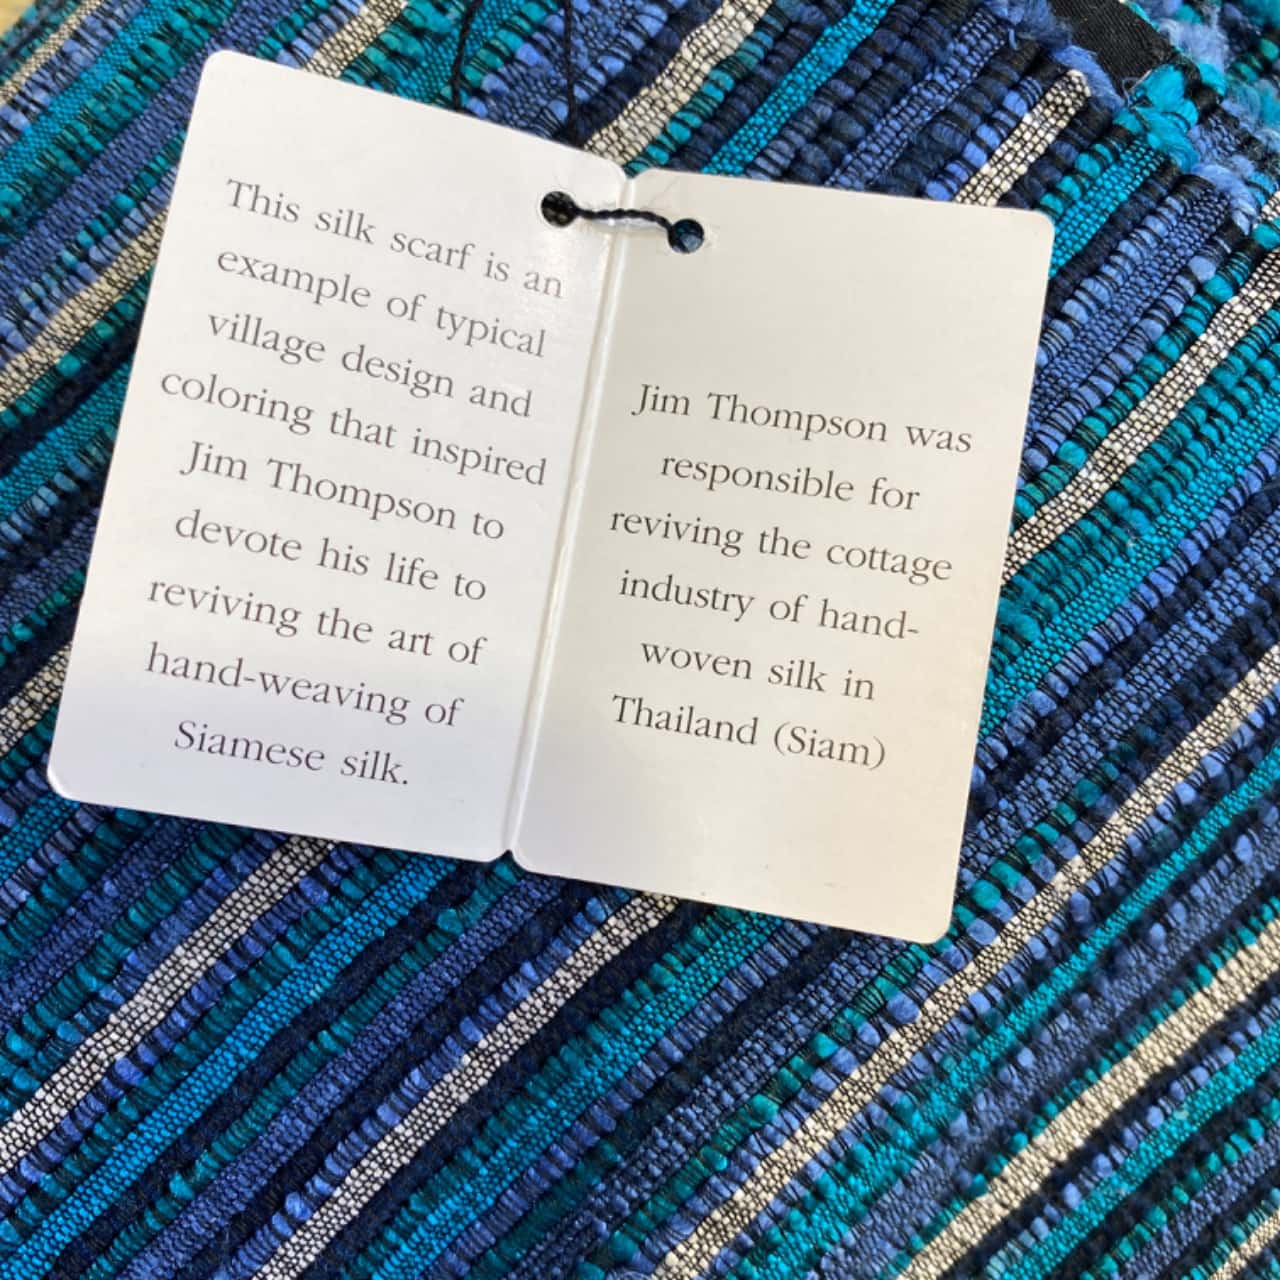 This silk scarf is an
example of typical
village design and
coloring that inspired
Jim Thompson to
devote his life to
reviving the art of
hand-weaving of
Siamese silk.
Jim Thompson was
responsible for
reviving the cottage
industry of hand-
woven silk in
Thailand (Siam)